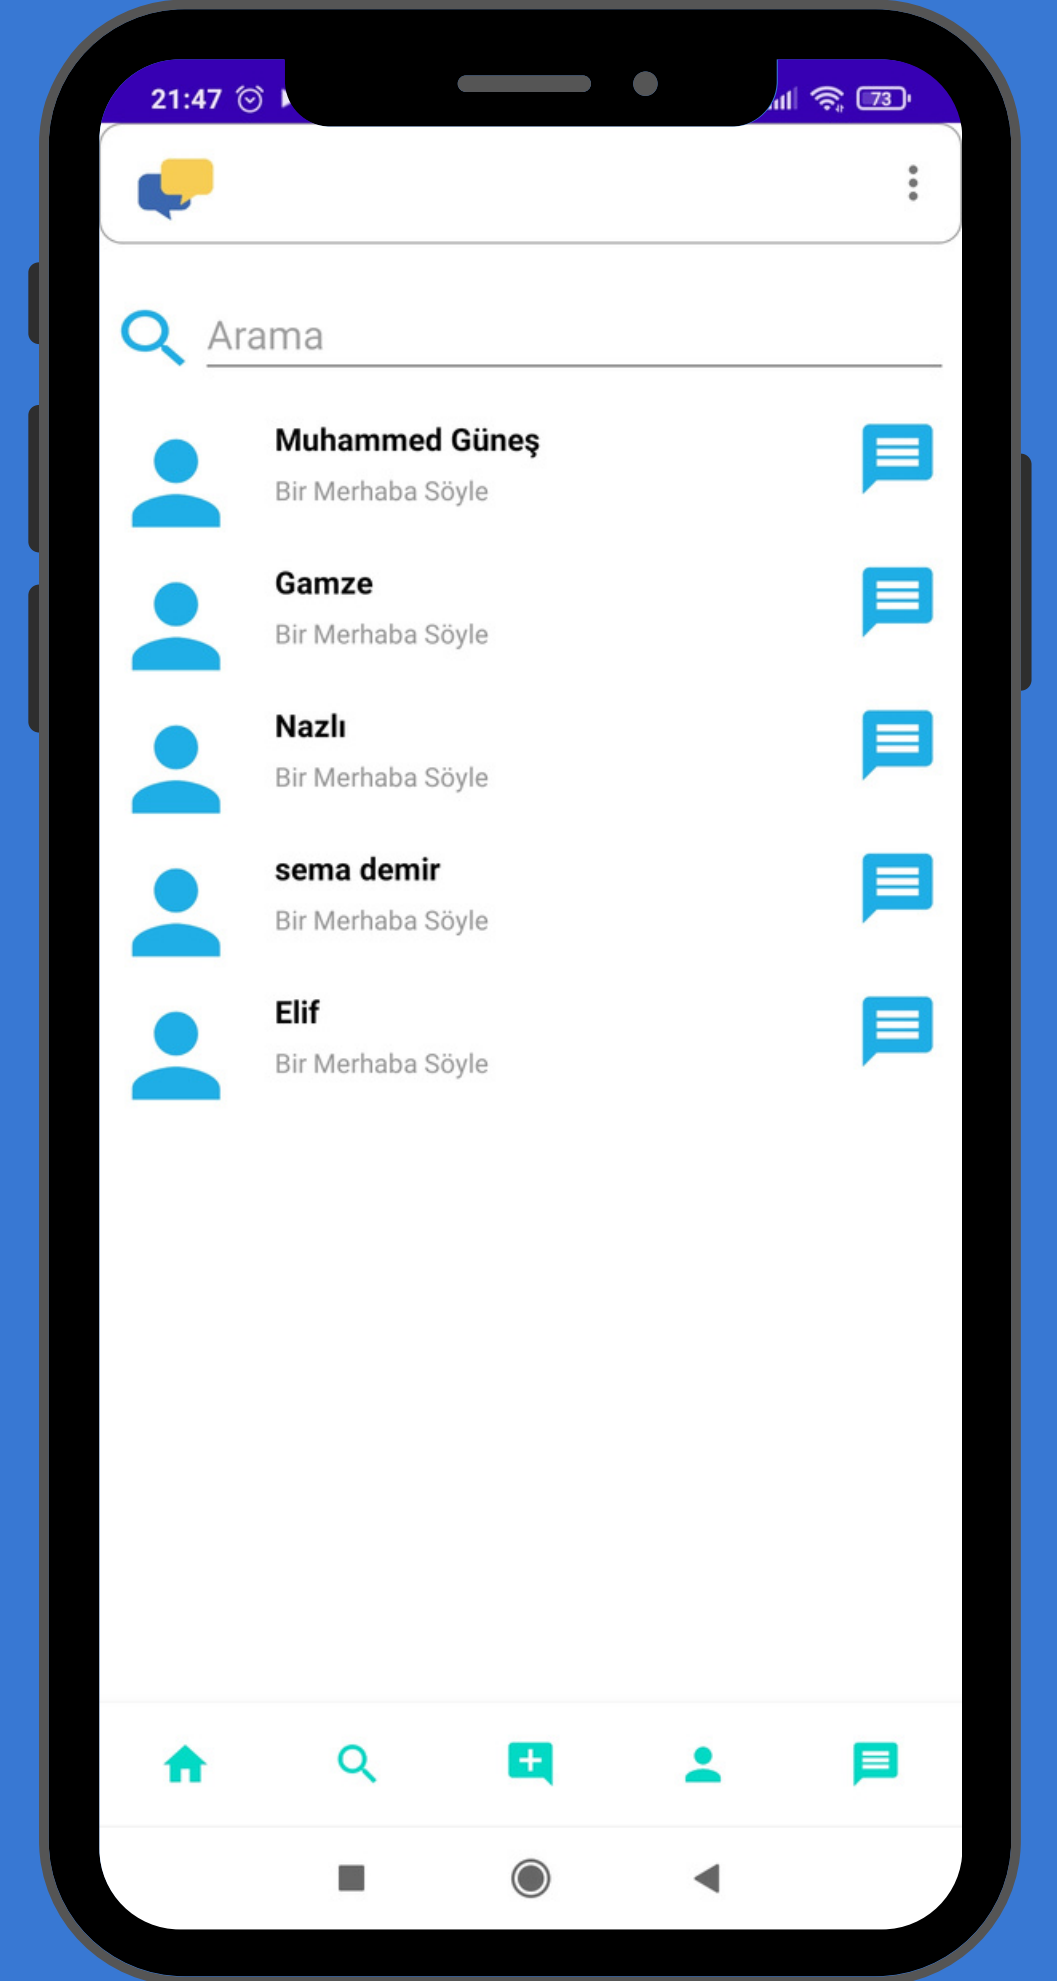 21:47
73
Arama
Muhammed Güneş
Bir Merhaba Söyle
Gamze
Bir Merhaba Söyle
Nazlı
Bir Merhaba Söyle
sema demir
Bir Merhaba Söyle
Elif
Bir Merhaba Söyle